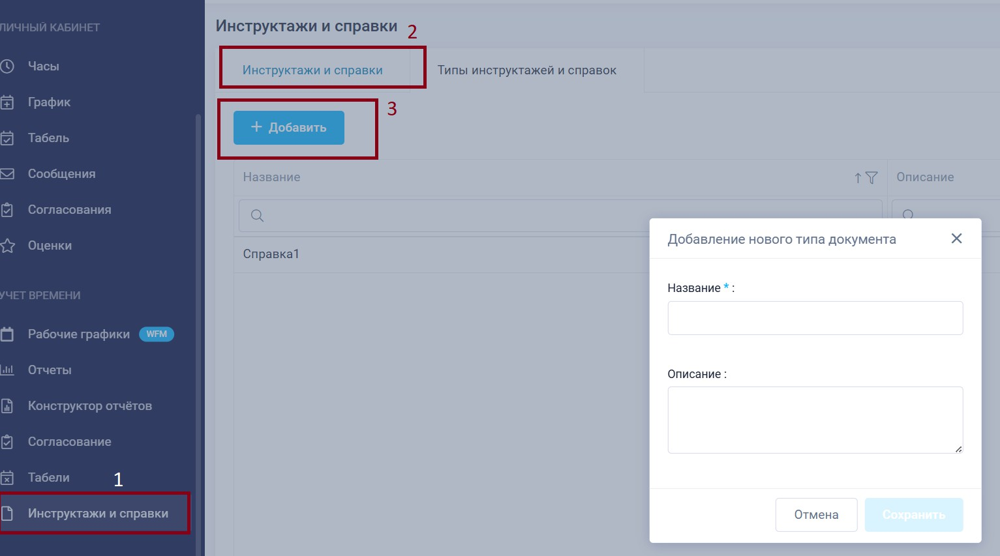 ЛИЧНЫЙ КАБИНЕТ
Часы
График
Табель
Сообщения
Согласования
Оценки
УЧЕТ ВРЕМЕНИ
Рабочие графики WFM
Отчеты
Конструктор отчётов
Согласование
Табели
1
Инструктажи и справки
Инструктажи и справки
2
Инструктажи и справки
Типы инструктажей и справок
3
+ Добавить
Название
Описание
Справка1
Добавление нового типа документа
Название * :
Описание :
Отмена
Сохранить